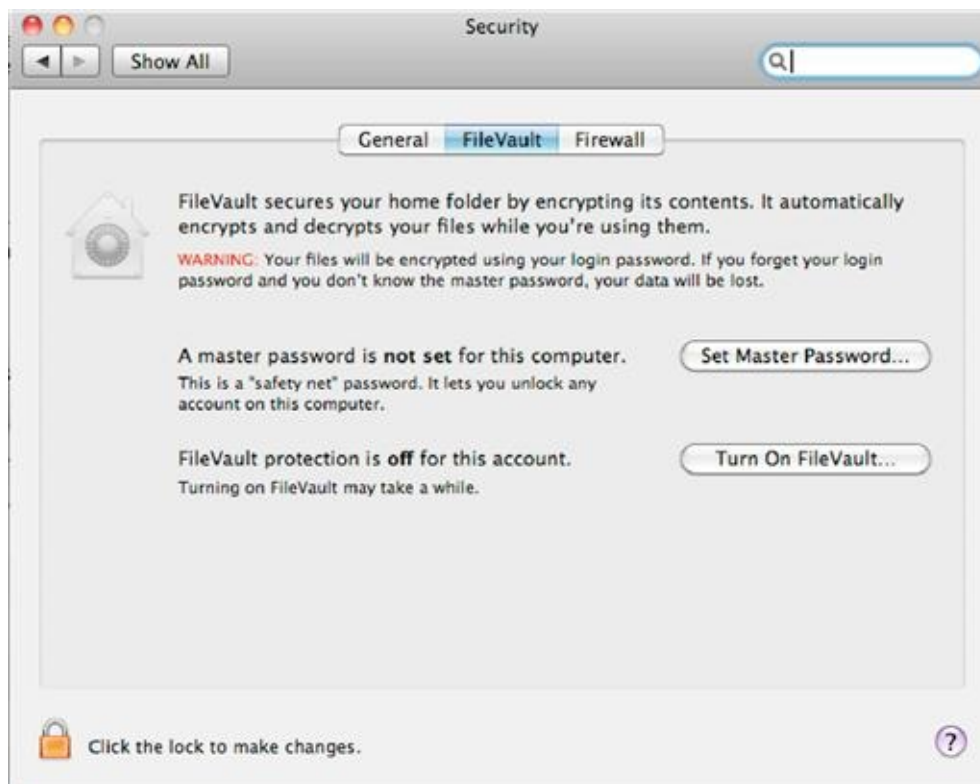 Security
Show All
General FileVault Firewall
FileVault secures your home folder by encrypting its contents. It automatically
encrypts and decrypts your files while you're using them.
WARNING: Your files will be encrypted using your login password. If you forget your login
password and you don't know the master password, your data will be lost.
A master password is not set for this computer.
Set Master Password...
This is a "safety net" password. It lets you unlock any
account on this computer.
FileVault protection is off for this account.
Turn On FileVault...
Turning on FileVault may take a while.
Click the lock to make changes.
?